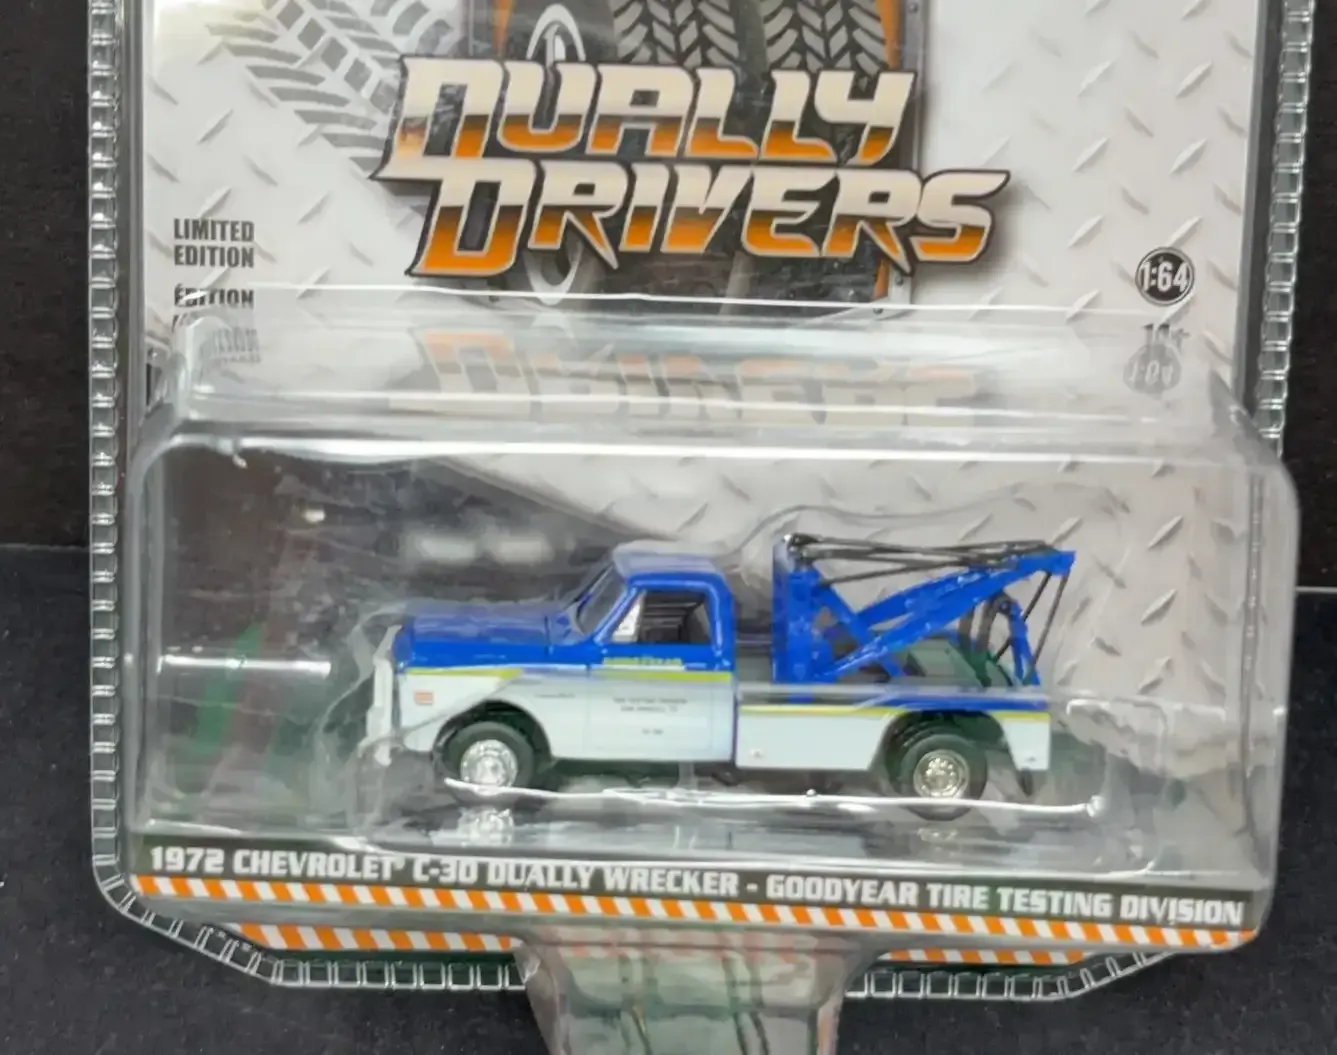 DUALLY
DRIVERS
LIMITED
EDITION
ÉDITION
1:64
1972 CHEVROLET® C-30 DUALLY WRECKER - GOODYEAR TIRE TESTING DIVISION